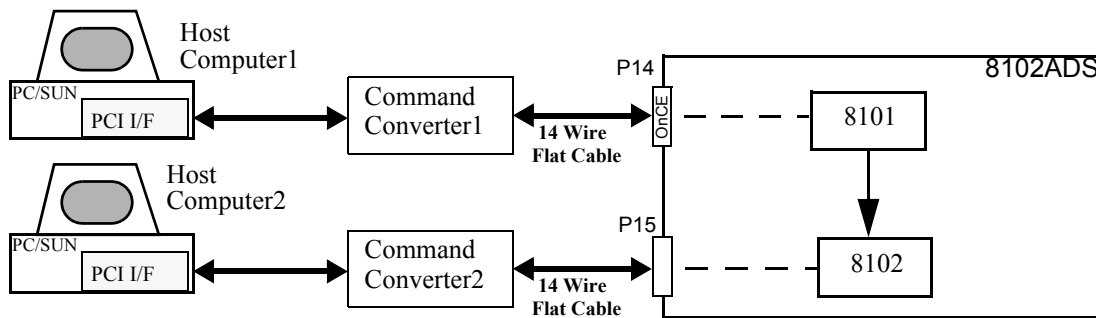 Host
Computer1
PC/SUN
PCI I/F
Command
Converter1
14 Wire
Flat Cable
P14
OnCE
8102ADS
8101
Host
Computer2
PC/SUN
PCI I/F
Command
Converter2
14 Wire
Flat Cable
P15
8102